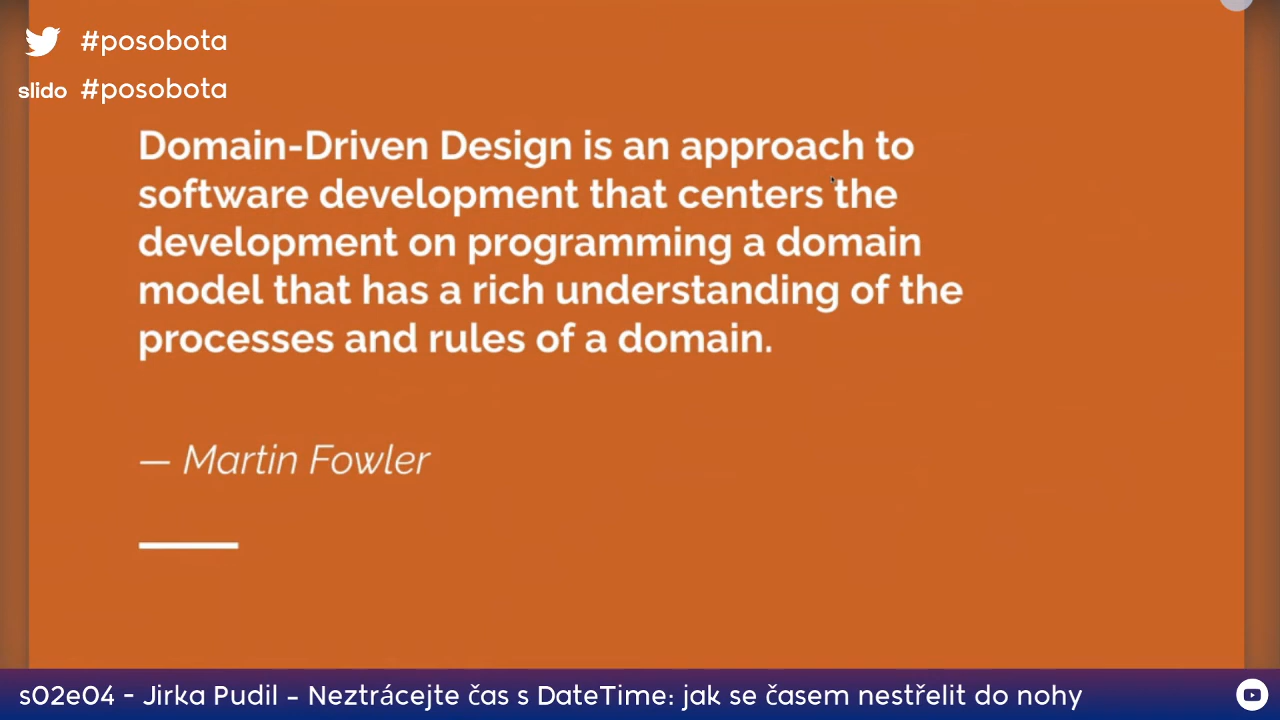 #posobota
slido #posobota
Domain-Driven Design is an approach to
software development that centers the
development on programming a domain
model that has a rich understanding of the
processes and rules of a domain.
— Martin Fowler
s02e04 - Jirka Pudil – Neztrácejte čas s DateTime: jak se časem nestřelit do nohy